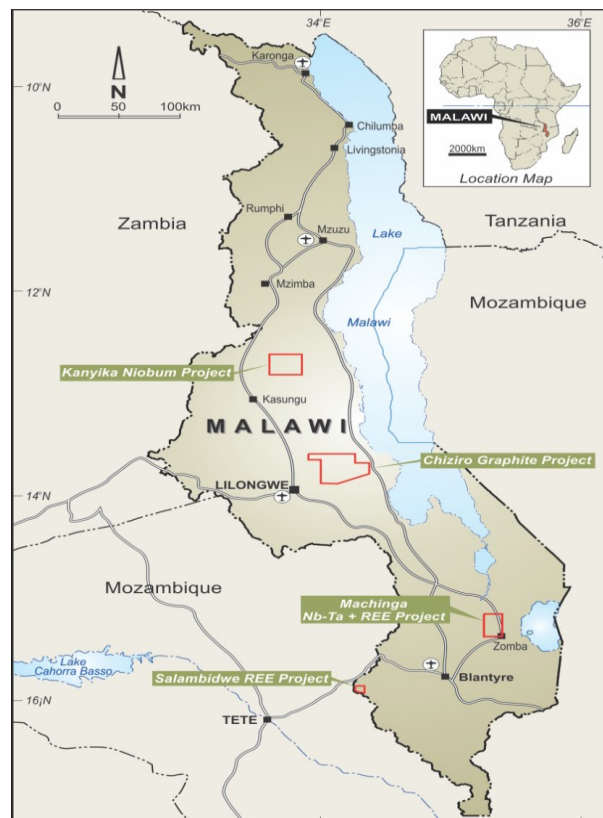 34°E
36°E
10°N
N
0
50
100km
Karonga
Chilumba
Livingstonia
MALAWI
2000km
Location Map
Zambia
Rumphi
Mzuzu
Lake
Tanzania
12°N
Mzimba
Malawi
Mozambique
Kanyika Niobum Project
Kasungu
MALAWI
Chiziro Graphite Project
14°N
LILONGWE
Mozambique
Machinga
Nb-Ta + REE Project
Zomba
Lake
Cahorra Basso
Salambidwe REE Project
Blantyre
16¡N
TETE